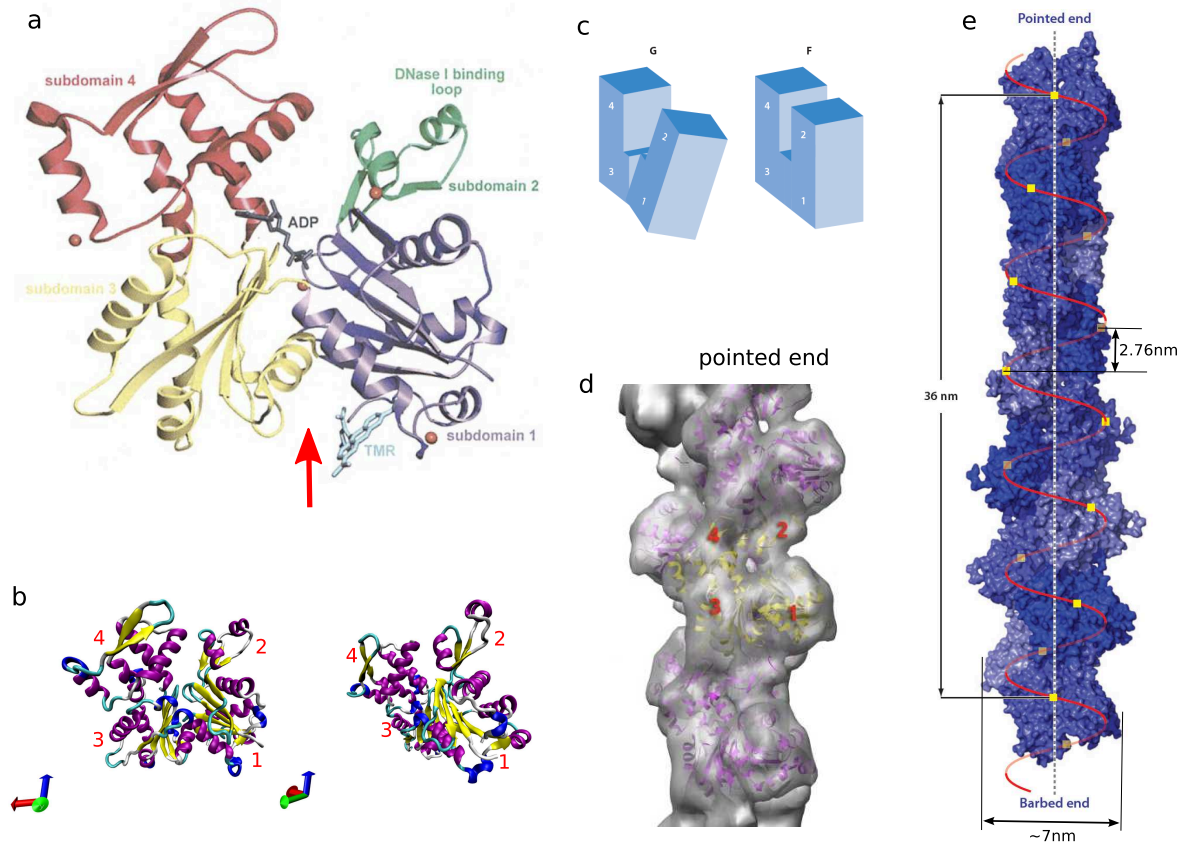 a
subdomain 4
DNase I binding
loop
subdomain 2
ADP
subdomain 3
subdomain 1
TMR
b
4
2
3
1
4
2
3
1
c
G
F
4
2
3
1
4
2
3
1
pointed end
d
4
2
3
1
e
Pointed end
2.76nm
36 nm
Barbed end
~7nm